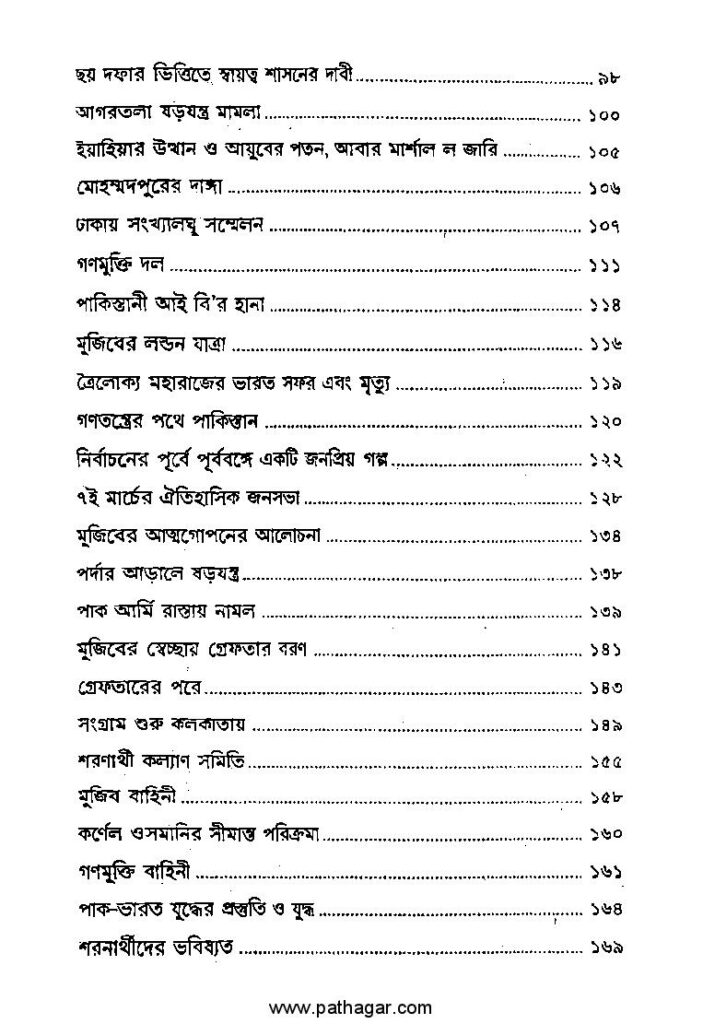 ছয় দফার ভিত্তিতে স্বায়ত্ব শাসনের দাবী ........ ৯৮
আগরতলা ষড়যন্ত্র মামলা ........ ১০০
ইয়াহিয়ার উত্থান ও আয়ুবের পতন, আবার মার্শাল ল জারি ........ ১০৫
মোহম্মদপুরের দাঙ্গা ........ ১০৬
ঢাকায় সংখ্যালঘু সম্মেলন ........ ১০৭
গণমুক্তি দল ........ ১১১
পাকিস্তানী আই বি’র হানা ........ ১১৪
মুজিবের লন্ডন যাত্রা ........ ১১৬
ত্রৈলোক্য মহারাজের ভারত সফর এবং মৃত্যু ........ ১১৯
গণতন্ত্রের পথে পাকিস্তান ........ ১২০
নির্বাচনের পূর্বে পূর্ববঙ্গে একটি জনপ্রিয় গল্প ........ ১২২
৭ই মার্চের ঐতিহাসিক জনসভা ........ ১২৮
মুজিবের আত্মগোপনের আলোচনা ........ ১৩৪
পর্দার আড়ালে ষড়যন্ত্র ........ ১৩৮
পাক আর্মি রাস্তায় নামল ........ ১৩৯
মুজিবের স্বেচ্ছায় গ্রেফতার বরণ ........ ১৪১
গ্রেফতারের পরে ........ ১৪৩
সংগ্রাম শুরু কলকাতায় ........ ১৪৯
শরণার্থী কল্যাণ সমিতি ........ ১৫৫
মুজিব বাহিনী ........ ১৫৮
কর্ণেল ওসমানির সীমান্ত পরিক্রমা ........ ১৬০
গণমুক্তি বাহিনী ........ ১৬১
পাক-ভারত যুদ্ধের প্রস্তুতি ও যুদ্ধ ........ ১৬৪
শরনার্থীদের ভবিষ্যত ........ ১৬৯
www.pathagar.com